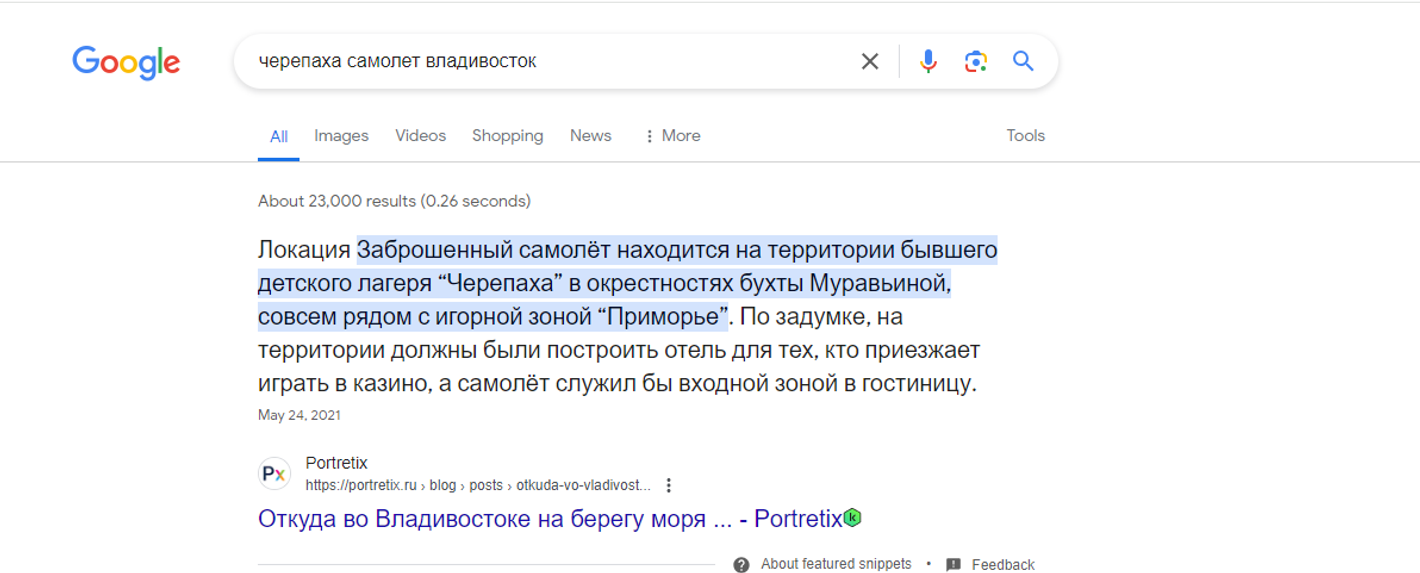 Google
черепаха самолет владивосток
All Images Videos Shopping News More Tools
About 23,000 results (0.26 seconds)
Локация Заброшенный самолёт находится на территории бывшего
детского лагеря “Черепаха” в окрестностях бухты Муравьиной,
совсем рядом с игорной зоной “Приморье”. По задумке, на
территории должны были построить отель для тех, кто приезжает
играть в казино, а самолёт служил бы входной зоной в гостиницу.
May 24, 2021
Px
Portretix
https://portretix.ru › blog › posts › otkuda-vo-vladivost...
Откуда во Владивостоке на берегу моря ... - Portretix
About featured snippets • Feedback